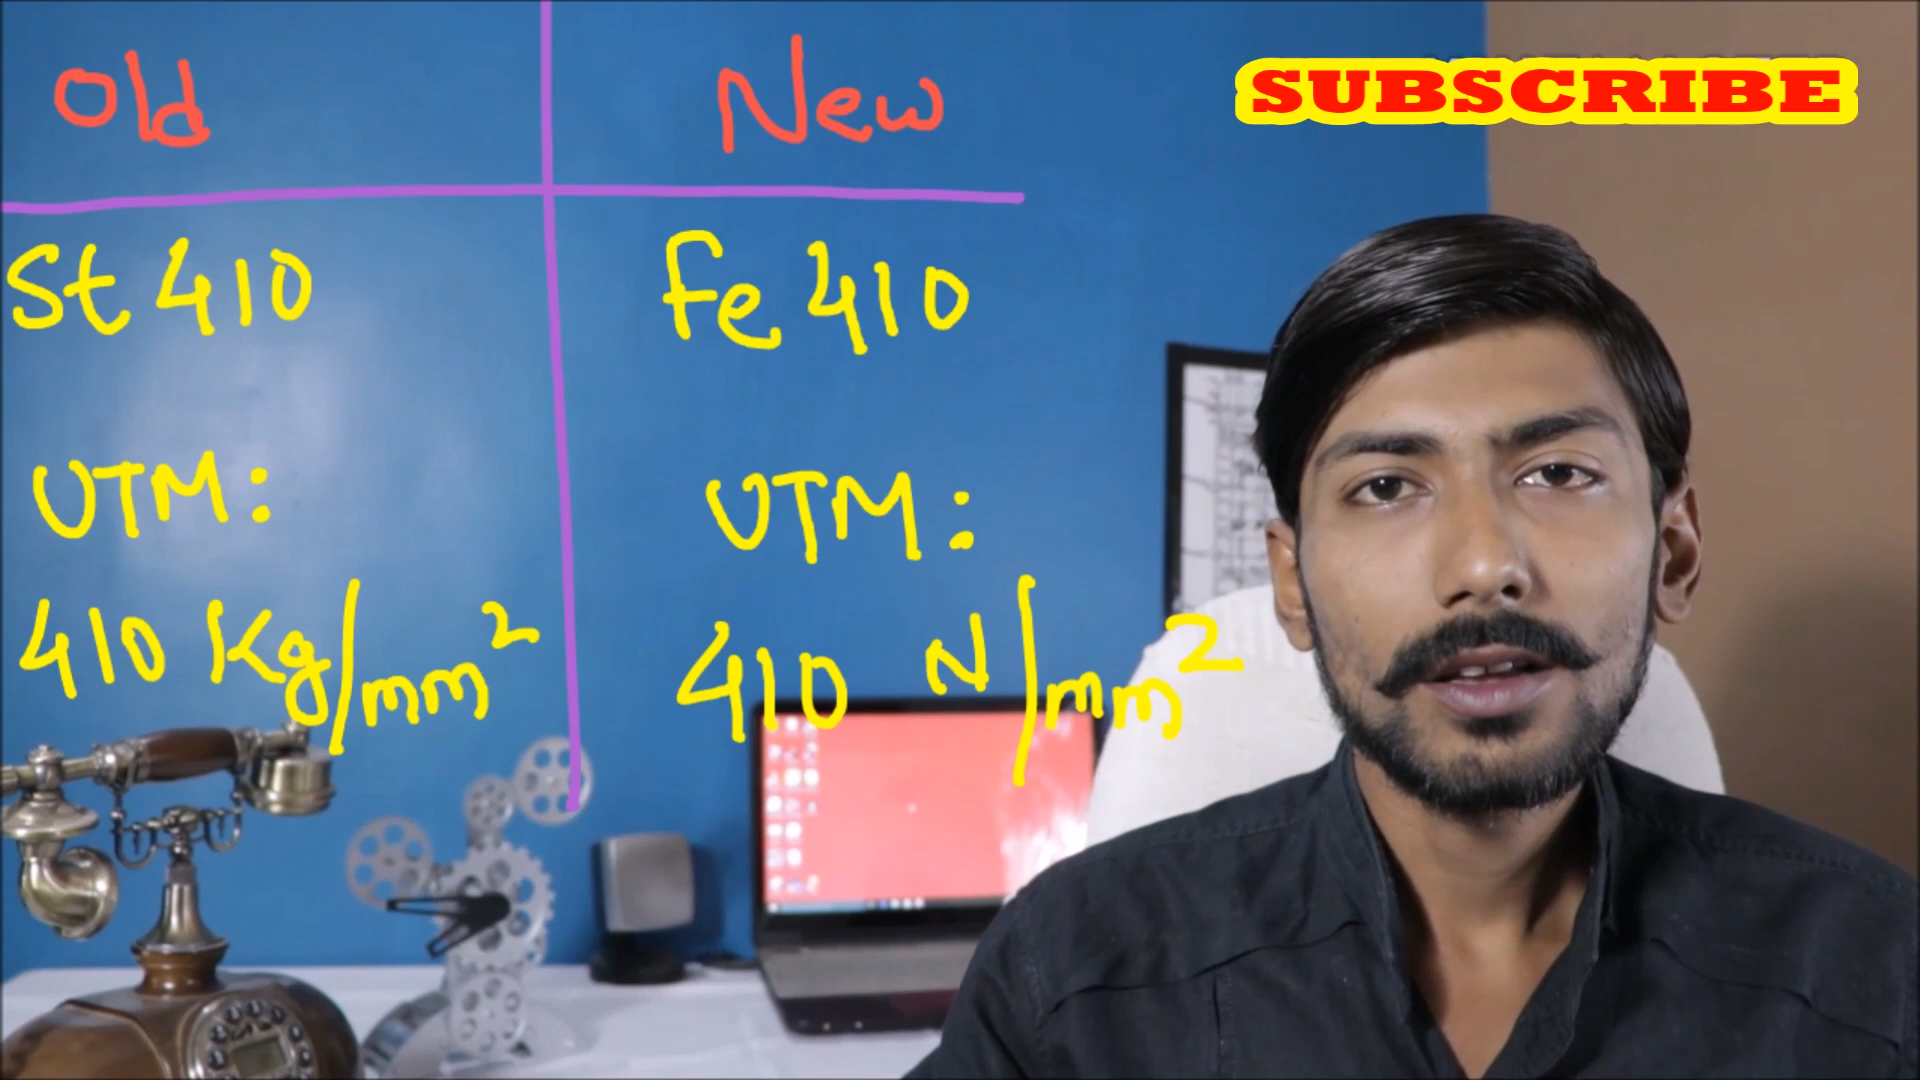 Old
New
SUBSCRIBE
St 410
Fe 410
UTM:
UTM:
410 Kg/mm²
410 N/mm²